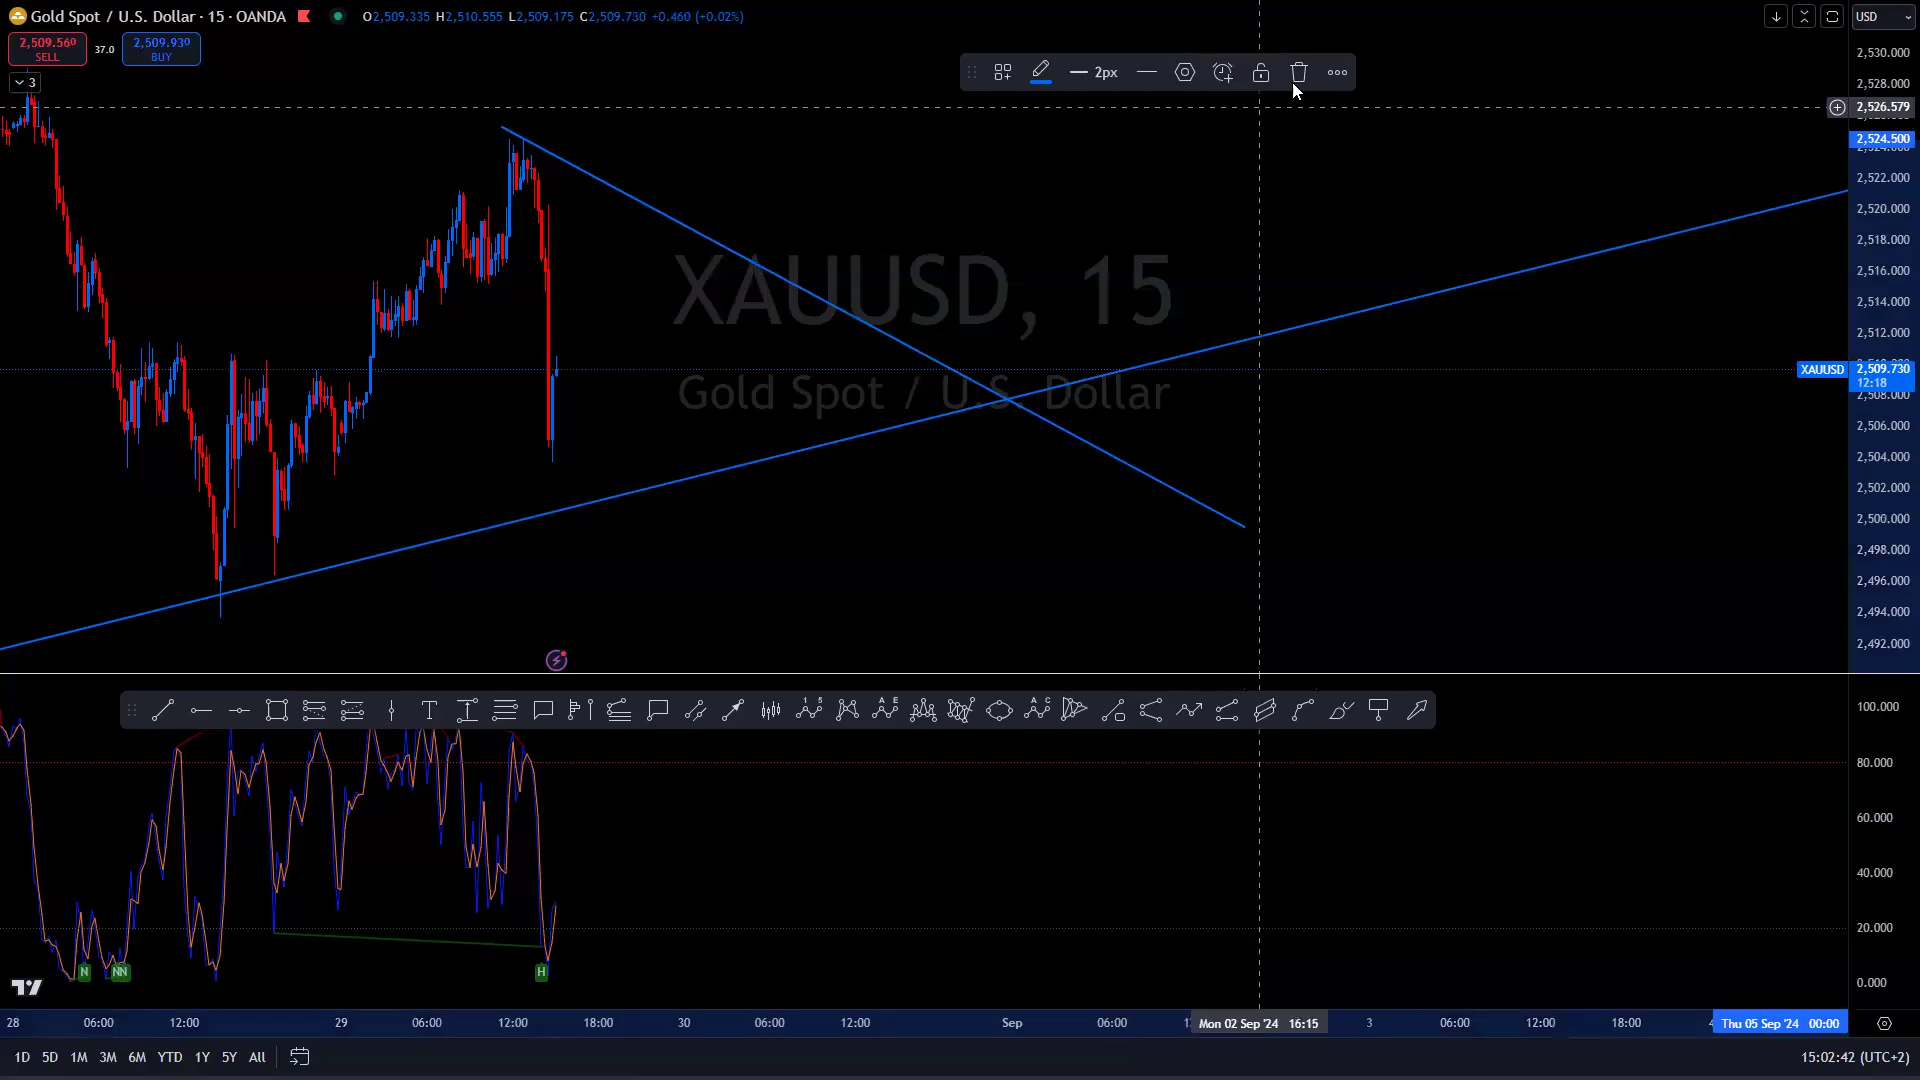 Gold Spot / U.S. Dollar · 15 · OANDA
O2,509.335 H2,510.555 L2,509.175 C2,509.730 +0.460 (+0.02%)
USD
2,509.560
SELL
37.0
2,509.930
BUY
3
2px
XAUUSD, 15
Gold Spot / U.S. Dollar
2,530.000
2,528.000
2,526.579
2,524.500
2,522.000
2,520.000
2,518.000
2,516.000
2,514.000
2,512.000
XAUUSD
2,509.730
12:18
2,508.000
2,506.000
2,504.000
2,502.000
2,500.000
2,498.000
2,496.000
2,494.000
2,492.000
T
1 5
A E
A C
100.000
80.000
60.000
40.000
20.000
0.000
N
NN
H
28
06:00
12:00
29
06:00
12:00
18:00
30
06:00
12:00
Sep
06:00
Mon 02 Sep '24 16:15
3
06:00
12:00
18:00
Thu 05 Sep '24 00:00
1D 5D 1M 3M 6M YTD 1Y 5Y All
15:02:42 (UTC+2)